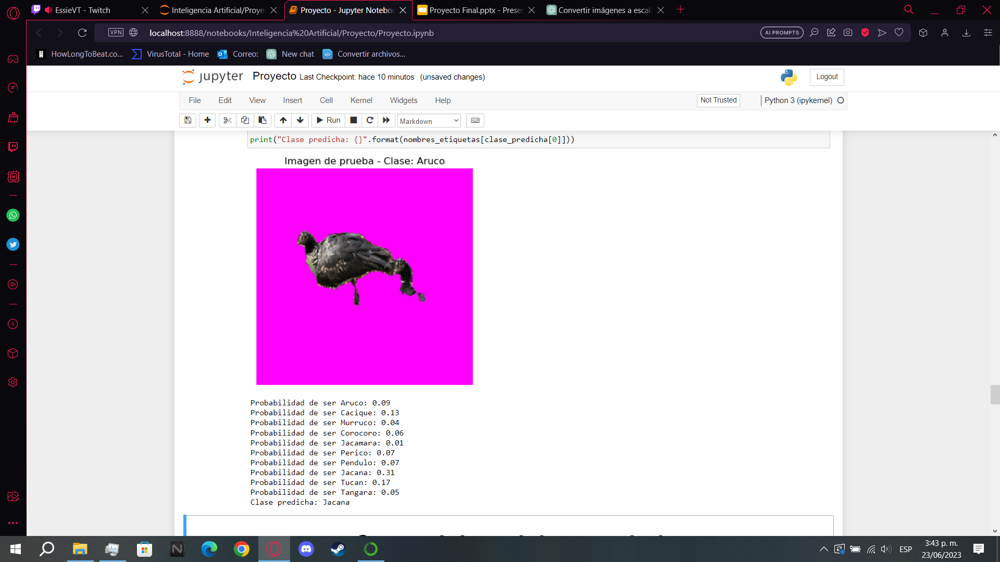 EssieVT - Twitch
Inteligencia Artificial/Proye
Proyecto - Jupyter Noteboo
Proyecto Final.pptx - Prese
Convertir imágenes a escal
VPN
localhost:8888/notebooks/Inteligencia%20Artificial/Proyecto/Proyecto.ipynb
AI PROMPTS
HowLongToBeat.co...
VirusTotal - Home
Correo:
New chat
Convertir archivos...
jupyter
Proyecto Last Checkpoint: hace 10 minutos (unsaved changes)
Logout
File Edit View Insert Cell Kernel Widgets Help
Not Trusted
Python 3 (ipykernel)
Run
Markdown
print("Clase predicha: {}".format(nombres_etiquetas[clase_predicha[0]]))
Imagen de prueba - Clase: Aruco
Probabilidad de ser Aruco: 0.09
Probabilidad de ser Cacique: 0.13
Probabilidad de ser Murruco: 0.04
Probabilidad de ser Corocoro: 0.06
Probabilidad de ser Jacamara: 0.01
Probabilidad de ser Perico: 0.07
Probabilidad de ser Pendulo: 0.07
Probabilidad de ser Jacana: 0.31
Probabilidad de ser Tucan: 0.17
Probabilidad de ser Tangara: 0.05
Clase predicha: Jacana
ESP
3:43 p. m.
23/06/2023